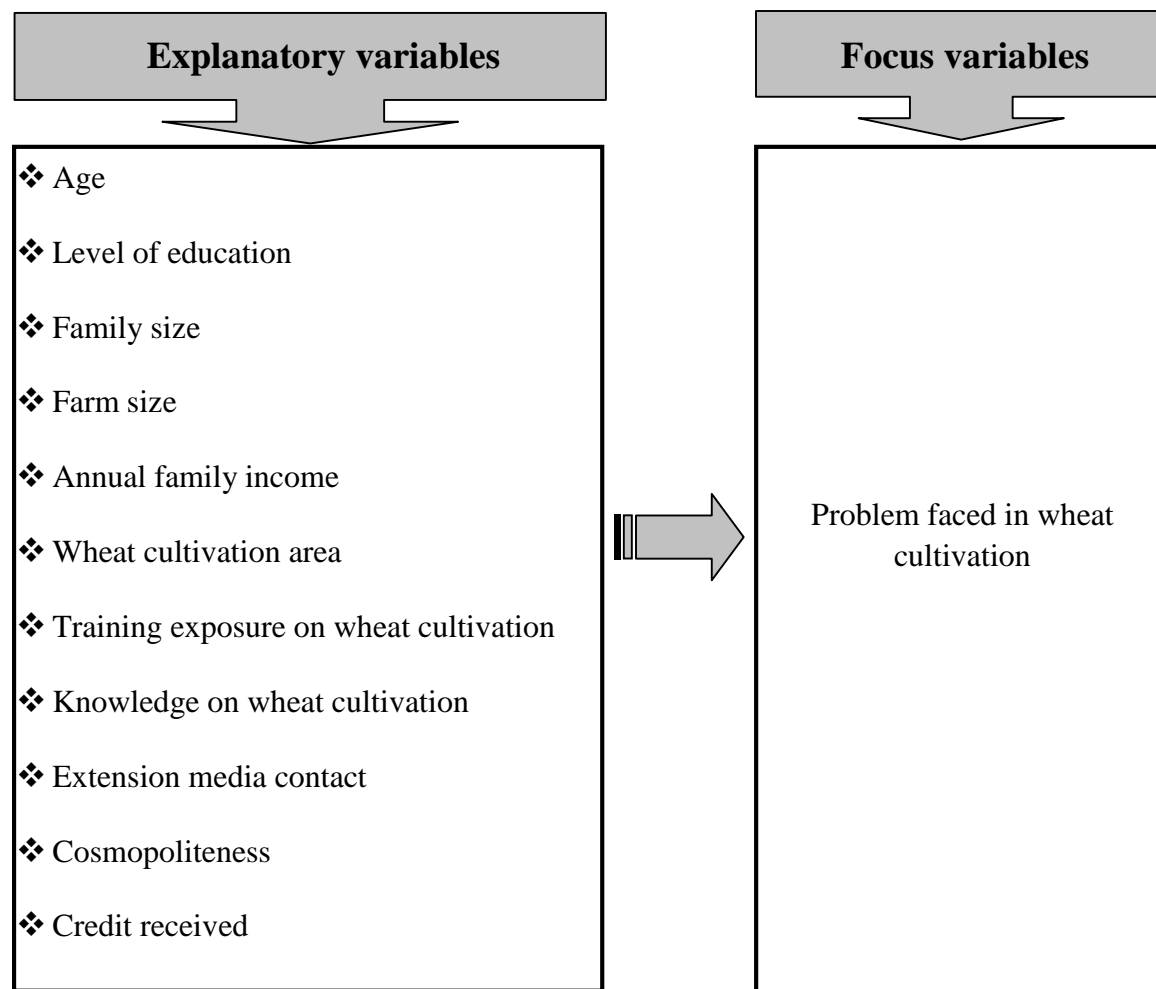 Explanatory variables
Focus variables
❖ Age
❖ Level of education
❖ Family size
❖ Farm size
❖ Annual family income
❖ Wheat cultivation area
❖ Training exposure on wheat cultivation
❖ Knowledge on wheat cultivation
❖ Extension media contact
❖ Cosmopoliteness
❖ Credit received
Problem faced in wheat
cultivation